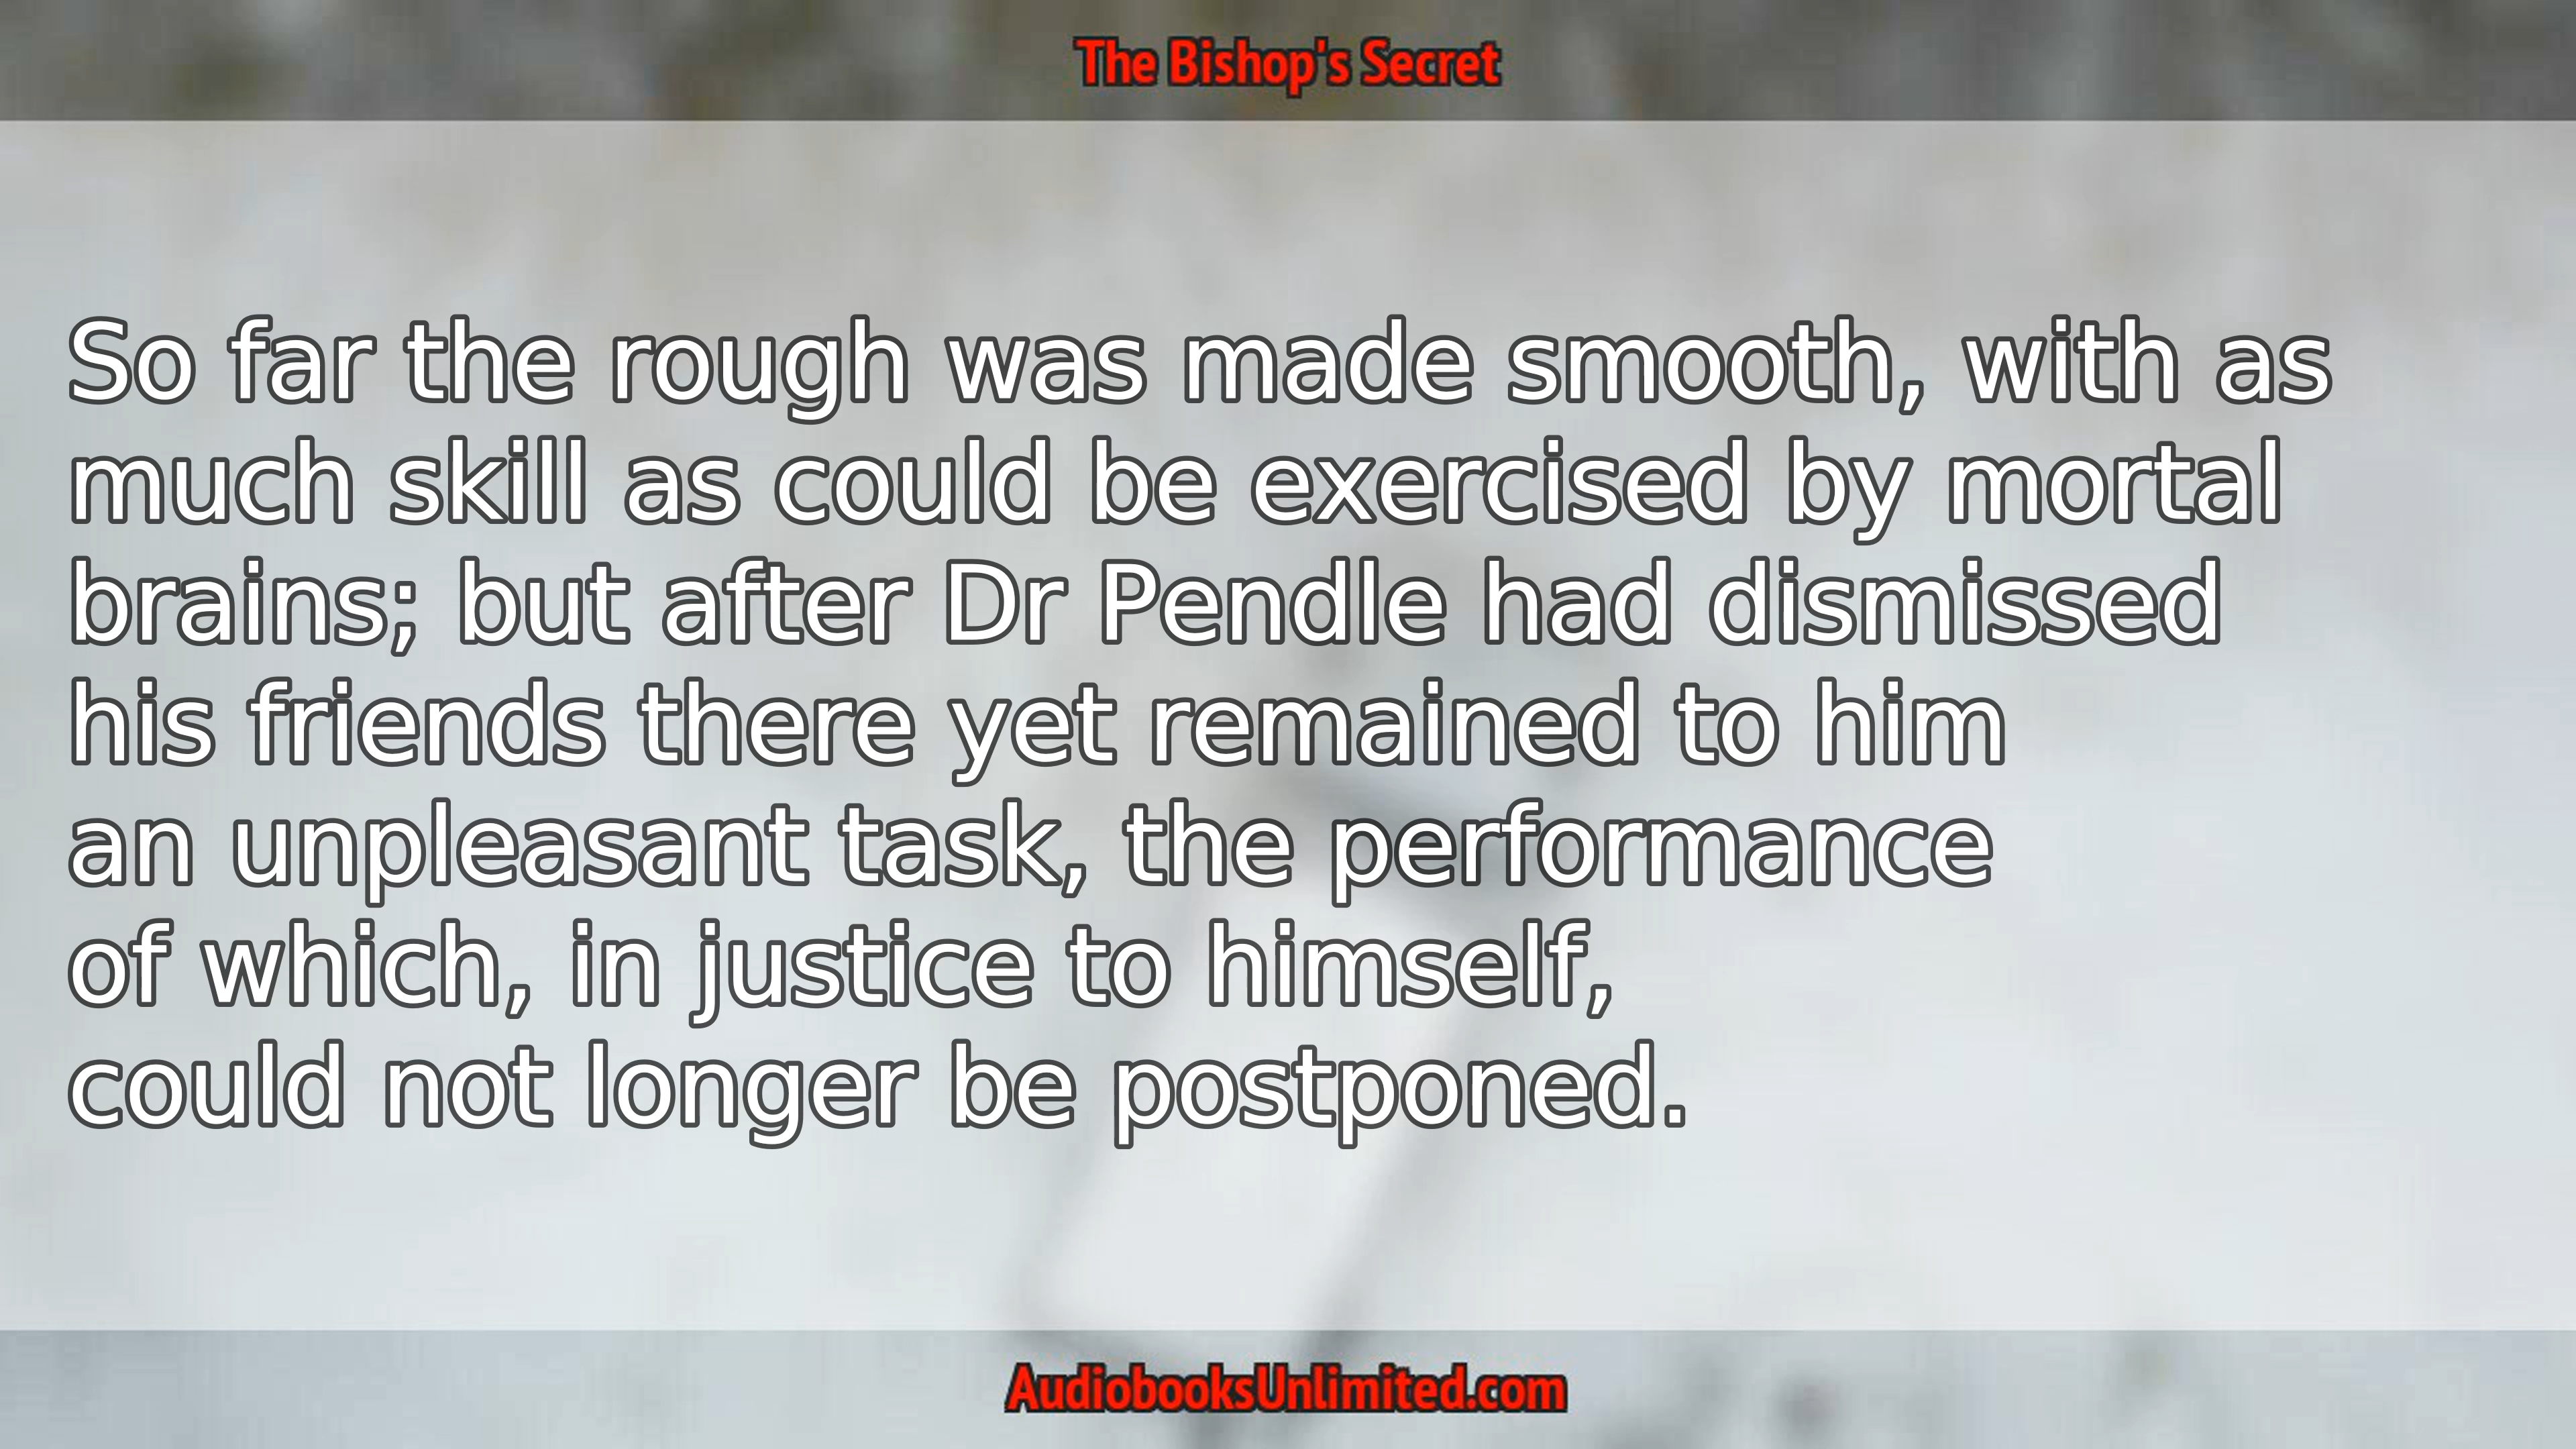 The Bishop's Secret
So far the rough was made smooth, with as
much skill as could be exercised by mortal
brains; but after Dr Pendle had dismissed
his friends there yet remained to him
an unpleasant task, the performance
of which, in justice to himself,
could not longer be postponed.
AudiobooksUnlimited.com